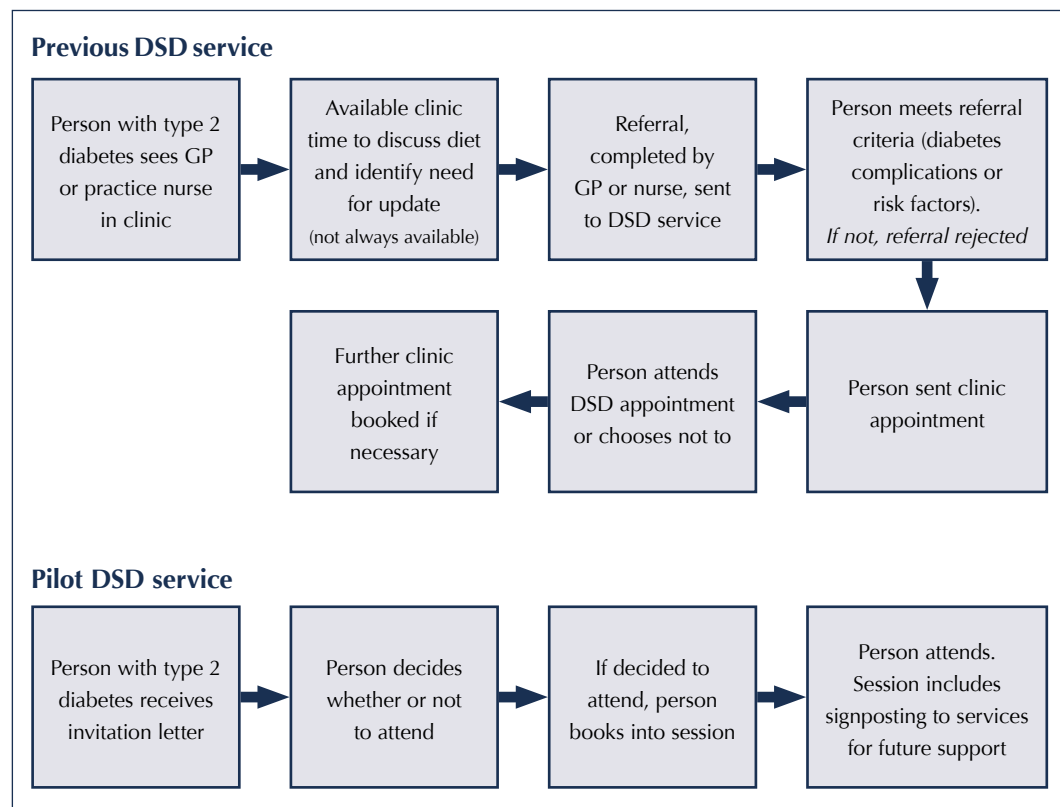 Previous DSD service
Person with type 2
diabetes sees GP
or practice nurse
in clinic
Available clinic
time to discuss diet
and identify need
for update
(not always available)
Referral,
completed by
GP or nurse, sent
to DSD service
Person meets referral
criteria (diabetes
complications or
risk factors).
If not, referral rejected
Person sent clinic
appointment
Person attends
DSD appointment
or chooses not to
Further clinic
appointment
booked if
necessary
Pilot DSD service
Person with type 2
diabetes receives
invitation letter
Person decides
whether or not
to attend
If decided to
attend, person
books into session
Person attends.
Session includes
signposting to services
for future support